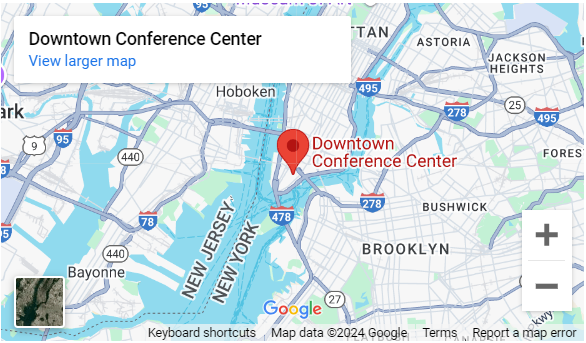 Downtown Conference Center
View larger map
TTAN
ASTORIA
JACKSON
HEIGHTS
495
Hoboken
278
25
495
ark
95
9
440
Downtown
Conference Center
FORES
478
278
BUSHWICK
78
NEW JERSEY
NEW YORK
440
BROOKLYN
Bayonne
Google
27
Keyboard shortcuts
Map data ©2024 Google
Terms
Report a map error